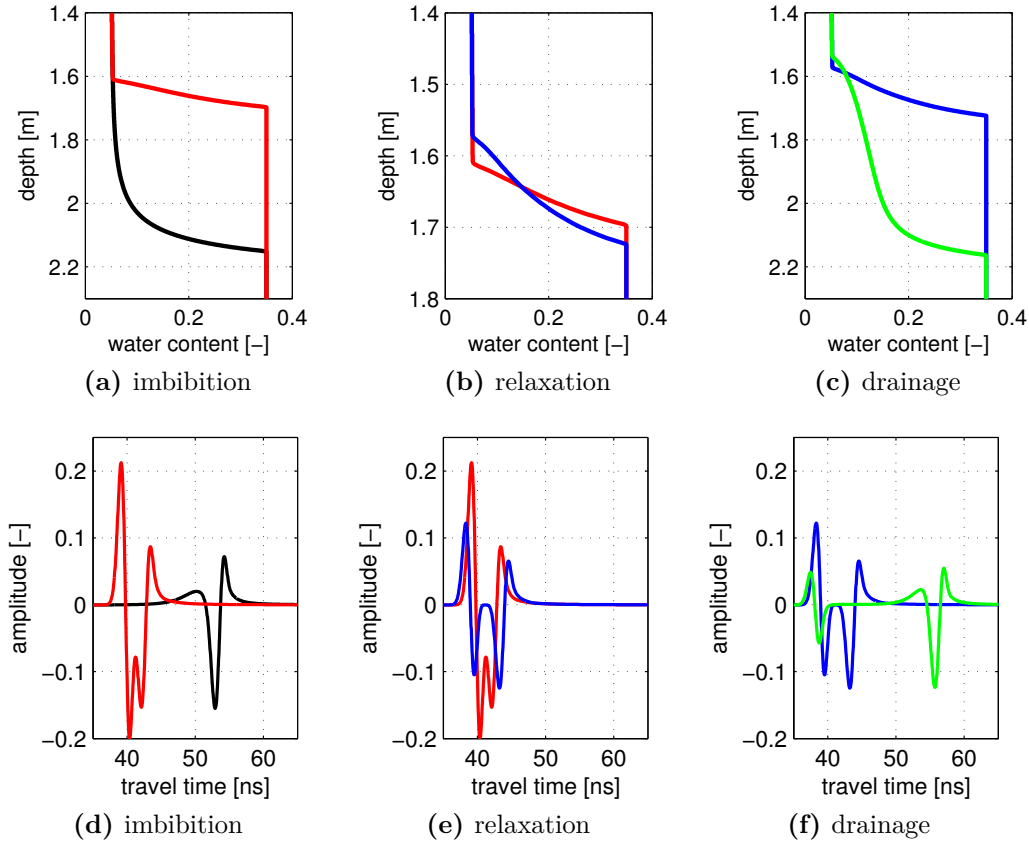 1.4
1.6
1.8
2
2.2
depth [m]
0
0.2
0.4
water content [−]
(a) imbibition
1.4
1.5
1.6
1.7
1.8
depth [m]
0
0.2
0.4
water content [−]
(b) relaxation
1.4
1.6
1.8
2
2.2
depth [m]
0
0.2
0.4
water content [−]
(c) drainage
0.2
0.1
0
−0.1
−0.2
amplitude [−]
40
50
60
travel time [ns]
(d) imbibition
0.2
0.1
0
−0.1
−0.2
amplitude [−]
40
50
60
travel time [ns]
(e) relaxation
0.2
0.1
0
−0.1
−0.2
amplitude [−]
40
50
60
travel time [ns]
(f) drainage